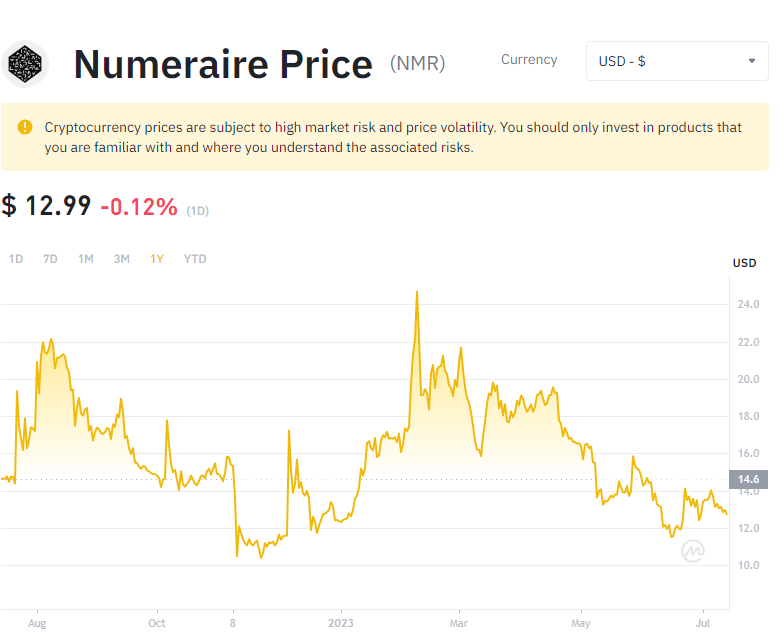 Numeraire Price (NMR) Currency USD - $
Cryptocurrency prices are subject to high market risk and price volatility. You should only invest in products that
you are familiar with and where you understand the associated risks.
$ 12.99 -0.12% (1D)
1D 7D 1M 3M 1Y YTD
USD
24.0
22.0
20.0
18.0
16.0
14.6
14.0
12.0
10.0
Aug Oct 8 2023 Mar May Jul